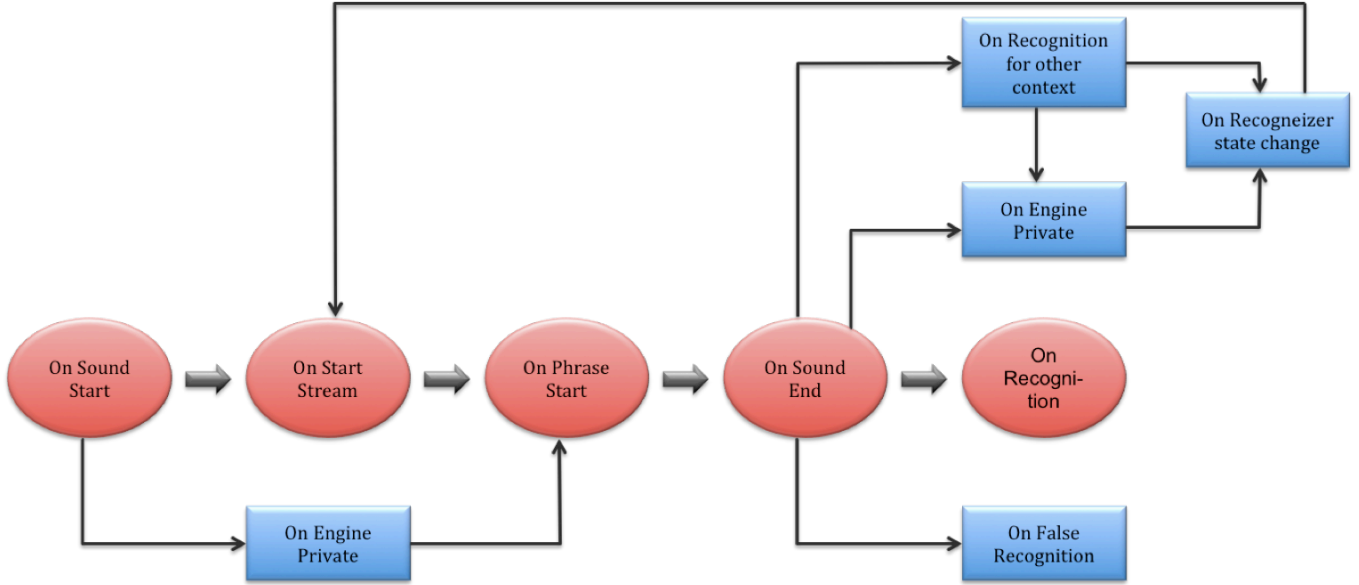 On Recognition
for other
context
On Recogneizer
state change
On Engine
Private
On Sound
Start
On Start
Stream
On Phrase
Start
On Sound
End
On
Recogni-
tion
On Engine
Private
On False
Recognition